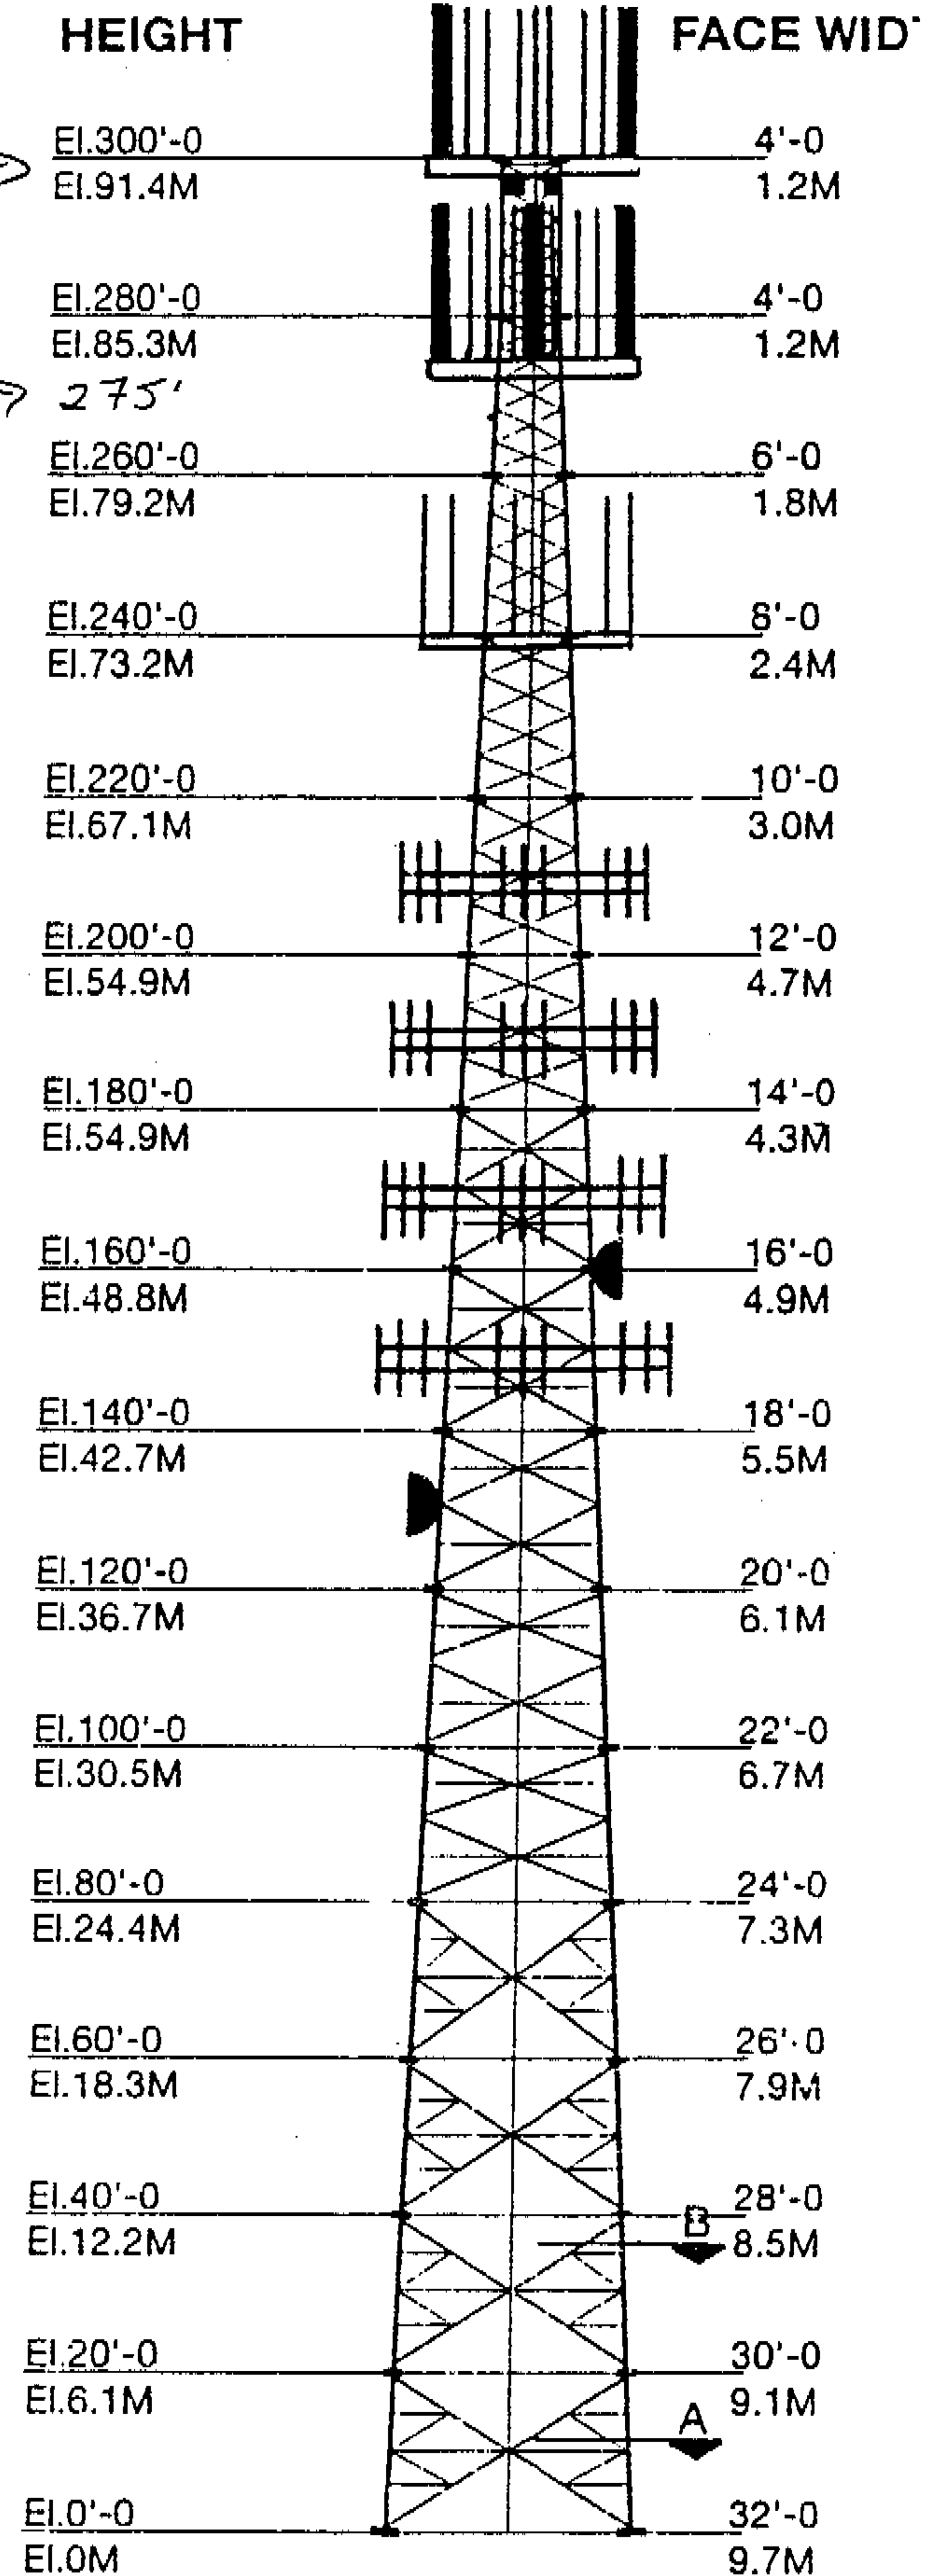 HEIGHT FACE WID
El.300'-0 4'-0
El.91.4M 1.2M
El.280'-0 4'-0
El.85.3M 1.2M
275'
El.260'-0 6'-0
El.79.2M 1.8M
El.240'-0 8'-0
El.73.2M 2.4M
El.220'-0 10'-0
El.67.1M 3.0M
El.200'-0 12'-0
El.54.9M 4.7M
El.180'-0 14'-0
El.54.9M 4.3M
El.160'-0 16'-0
El.48.8M 4.9M
El.140'-0 18'-0
El.42.7M 5.5M
El.120'-0 20'-0
El.36.7M 6.1M
El.100'-0 22'-0
El.30.5M 6.7M
El.80'-0 24'-0
El.24.4M 7.3M
El.60'-0 26'-0
El.18.3M 7.9M
El.40'-0 B 28'-0
El.12.2M 8.5M
El.20'-0 30'-0
El.6.1M 9.1M
A
El.0'-0 32'-0
El.0M 9.7M